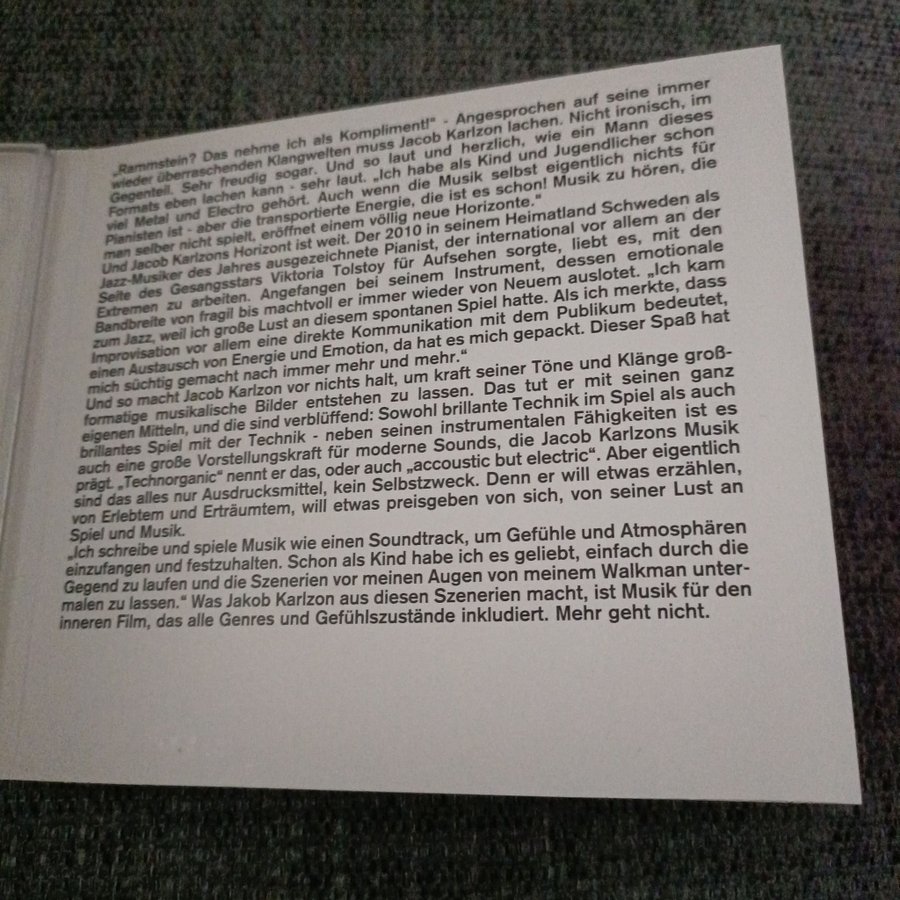 „Rammstein? Das nehme ich als Kompliment!“ - Angesprochen auf seine immer
wieder überraschenden Klangwelten muss Jacob Karlzon lachen. Nicht ironisch, im
Gegenteil. Sehr freudig sogar. Und so laut und herzlich, wie ein Mann dieses
Formats eben lachen kann - sehr laut. „Ich habe als Kind und Jugendlicher schon
viel Metal und Electro gehört. Auch wenn die Musik selbst eigentlich nichts für
Pianisten ist - aber die transportierte Energie, die ist es schon! Musik zu hören, die
man selber nicht spielt, eröffnet einem völlig neue Horizonte.“
Und Jacob Karlzons Horizont ist weit. Der 2010 in seinem Heimatland Schweden als
Jazz-Musiker des Jahres ausgezeichnete Pianist, der international vor allem an der
Seite des Gesangsstars Viktoria Tolstoy für Aufsehen sorgte, liebt es, mit den
Extremen zu arbeiten. Angefangen bei seinem Instrument, dessen emotionale
Bandbreite von fragil bis machtvoll er immer wieder von Neuem auslotet. „Ich kam
zum Jazz, weil ich große Lust an diesem spontanen Spiel hatte. Als ich merkte, dass
Improvisation vor allem eine direkte Kommunikation mit dem Publikum bedeutet,
einen Austausch von Energie und Emotion, da hat es mich gepackt. Dieser Spaß hat
mich süchtig gemacht nach immer mehr und mehr.“
Und so macht Jacob Karlzon vor nichts halt, um kraft seiner Töne und Klänge groß-
formatige musikalische Bilder entstehen zu lassen. Das tut er mit seinen ganz
eigenen Mitteln, und die sind verblüffend: Sowohl brillante Technik im Spiel als auch
brillantes Spiel mit der Technik - neben seinen instrumentalen Fähigkeiten ist es
auch eine große Vorstellungskraft für moderne Sounds, die Jacob Karlzons Musik
prägt. „Technorganic“ nennt er das, oder auch „accoustic but electric“. Aber eigentlich
sind das alles nur Ausdrucksmittel, kein Selbstzweck. Denn er will etwas erzählen,
von Erlebtem und Erträumtem, will etwas preisgeben von sich, von seiner Lust an
Spiel und Musik.
„Ich schreibe und spiele Musik wie einen Soundtrack, um Gefühle und Atmosphären
einzufangen und festzuhalten. Schon als Kind habe ich es geliebt, einfach durch die
Gegend zu laufen und die Szenerien vor meinen Augen von meinem Walkman unter-
malen zu lassen.“ Was Jakob Karlzon aus diesen Szenerien macht, ist Musik für den
inneren Film, das alle Genres und Gefühlszustände inkludiert. Mehr geht nicht.